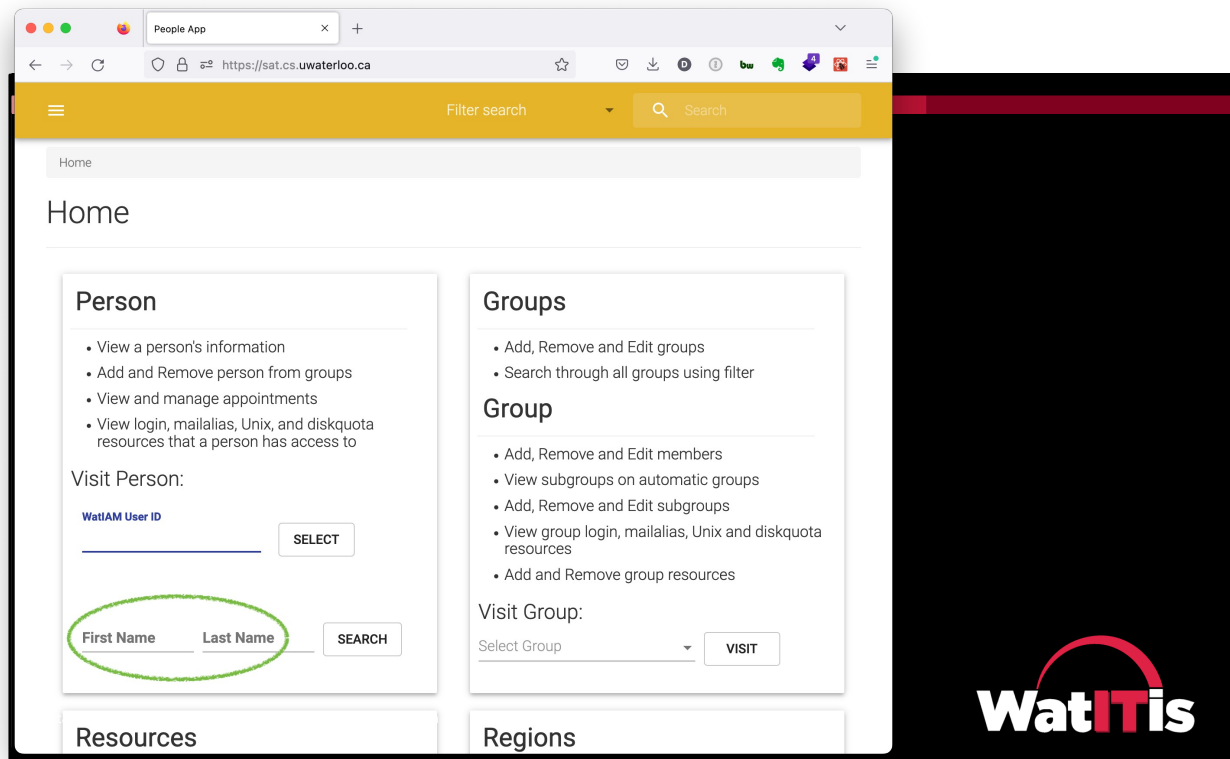 People App
https://sat.cs.uwaterloo.ca
bw
4
Filter search
Search
Home
Home
Person
• View a person's information
• Add and Remove person from groups
• View and manage appointments
• View login, mailalias, Unix, and diskquota
resources that a person has access to
Visit Person:
WatIAM User ID
SELECT
First Name Last Name SEARCH
Groups
• Add, Remove and Edit groups
• Search through all groups using filter
Group
• Add, Remove and Edit members
• View subgroups on automatic groups
• Add, Remove and Edit subgroups
• View group login, mailalias, Unix and diskquota
resources
• Add and Remove group resources
Visit Group:
Select Group VISIT
Resources
Regions
WatITis